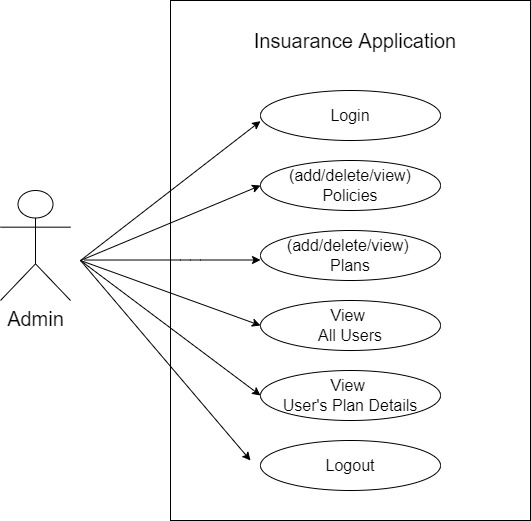 Insuarance Application
Login
(add/delete/view)
Policies
(add/delete/view)
Plans
Admin
View
All Users
View
User's Plan Details
Logout